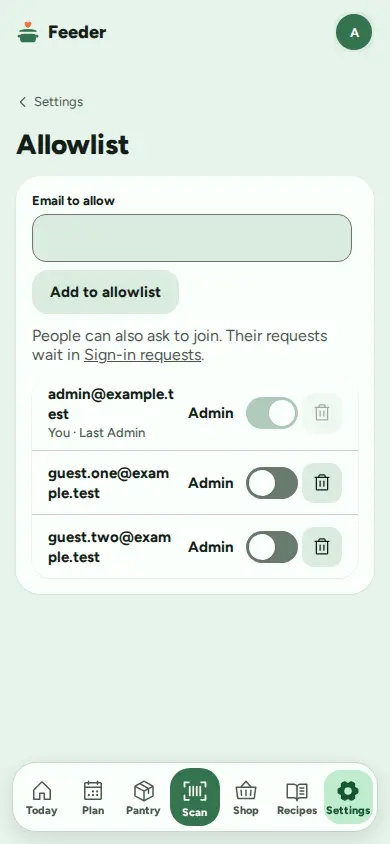 Feeder
A
Settings
Allowlist
Email to allow
Add to allowlist
People can also ask to join. Their requests
wait in Sign-in requests.
admin@example.t
est
You · Last Admin
Admin
guest.one@exam
ple.test
Admin
guest.two@exam
ple.test
Admin
Today
Plan
Pantry
Scan
Shop
Recipes
Settings